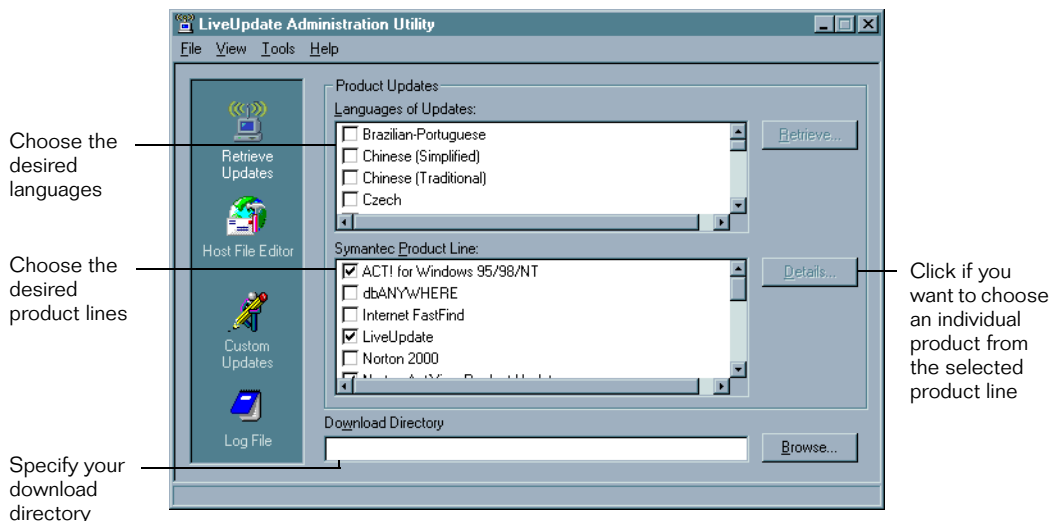 LiveUpdate Administration Utility
File View Tools Help
Retrieve
Updates
Host File Editor
Custom
Updates
Log File
Product Updates
Languages of Updates:
Brazilian-Portuguese
Chinese (Simplified)
Chinese (Traditional)
Czech
Retrieve...
Symantec Product Line:
ACT! for Windows 95/98/NT
dbANYWHERE
Internet FastFind
LiveUpdate
Norton 2000
Details...
Download Directory
Browse...
Choose the
desired
languages
Choose the
desired
product lines
Specify your
download
directory
Click if you
want to choose
an individual
product from
the selected
product line